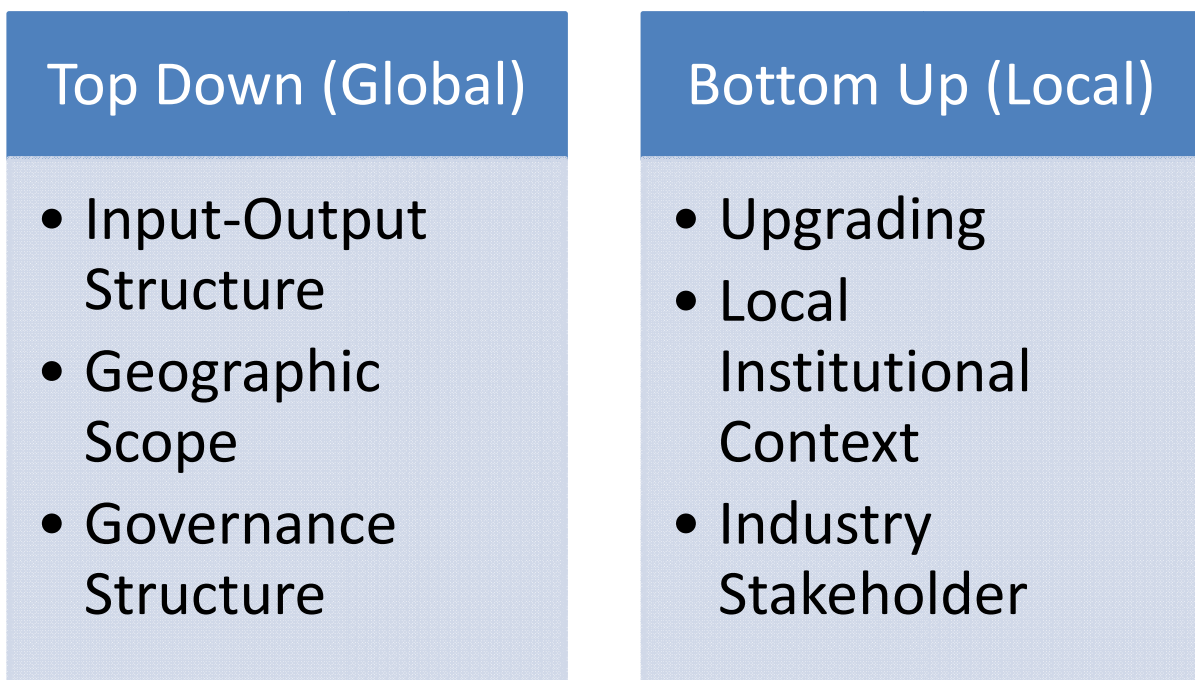 Top Down (Global)
• Input-Output
Structure
• Geographic
Scope
• Governance
Structure
Bottom Up (Local)
• Upgrading
• Local
Institutional
Context
• Industry
Stakeholder